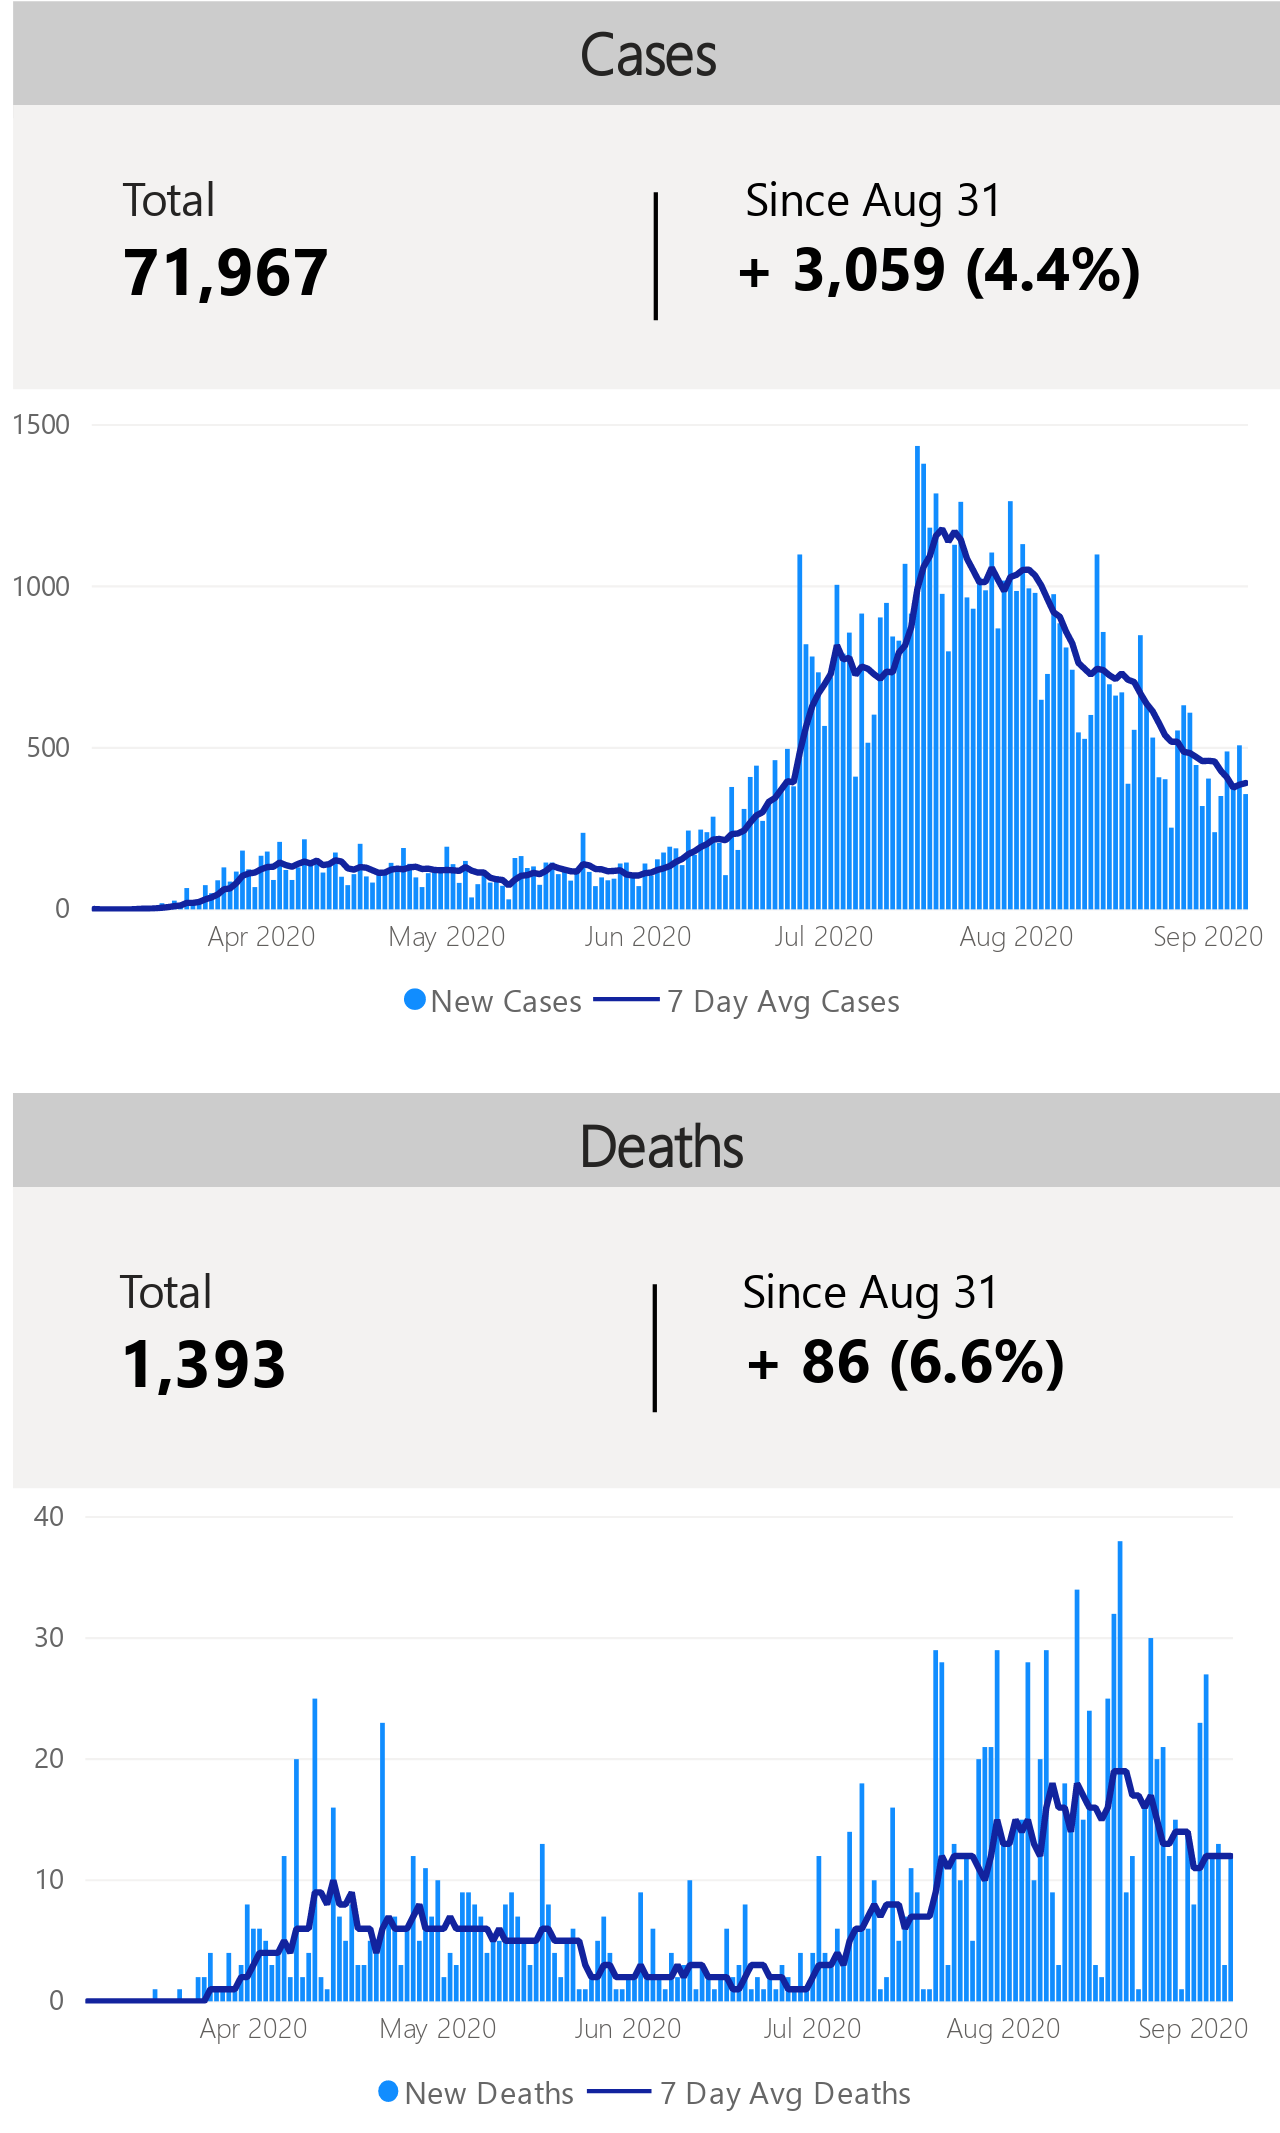 Cases
Total
Since Aug 31
71,967
+ 3,059 (4.4%)
1500
1000
500
0
Apr 2020 May 2020 Jun 2020 Jul 2020 Aug 2020 Sep 2020
New Cases 7 Day Avg Cases
Deaths
Total
Since Aug 31
1,393
+ 86 (6.6%)
40
30
20
10
0
Apr 2020 May 2020 Jun 2020 Jul 2020 Aug 2020 Sep 2020
New Deaths 7 Day Avg Deaths